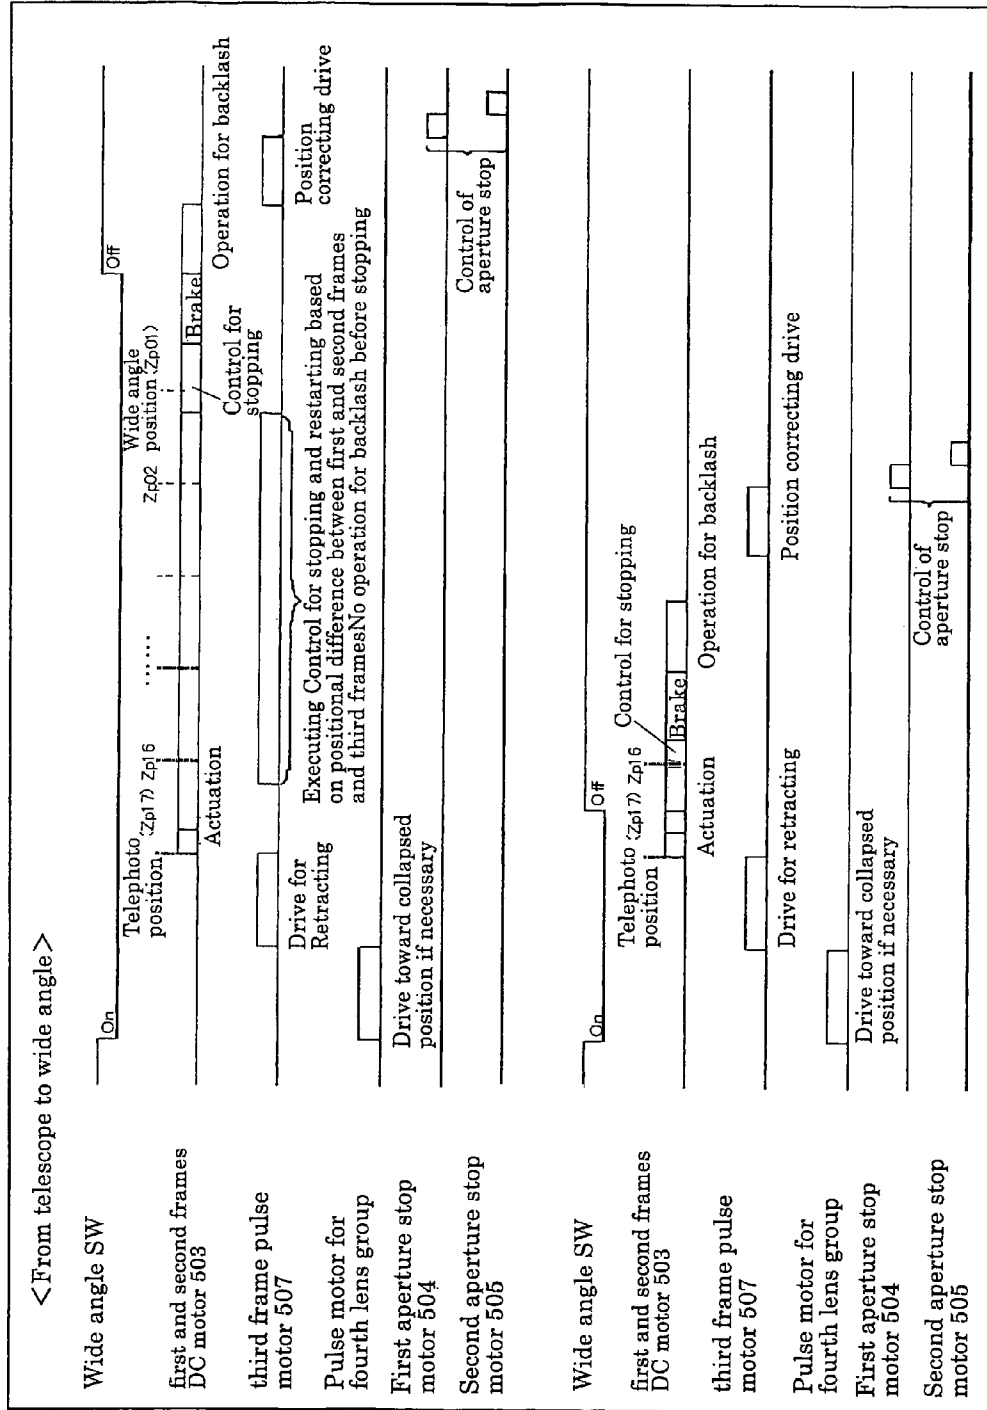 <From telescope to wide angle>
Wide angle SW
On
Off
Telephoto
position
(Zp17)
Zp16
......
Zp02
Wide angle
position (Zp01)
first and second frames
DC motor 503
Brake
Actuation
Control for
stopping
Operation for backlash
third frame pulse
motor 507
Drive for
Retracting
Executing Control for stopping and restarting based
on positional difference between first and second frames
and third framesNo operation for backlash before stopping
Position
correcting drive
Pulse motor for
fourth lens group
Drive toward collapsed
position if necessary
First aperture stop
motor 504
Control of
aperture stop
Second aperture stop
motor 505
Wide angle SW
On
Off
Telephoto
position
(Zp17)
Zp16
Control for stopping
first and second frames
DC motor 503
Brake
Actuation
Operation for backlash
third frame pulse
motor 507
Drive for retracting
Position correcting drive
Pulse motor for
fourth lens group
Drive toward collapsed
position if necessary
First aperture stop
motor 504
Control of
aperture stop
Second aperture stop
motor 505